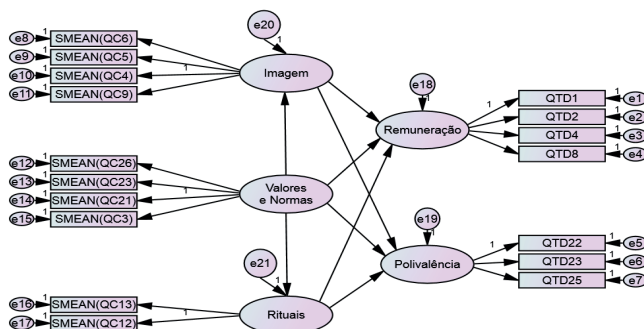 e20
e8 1 SMEAN(QC6)
e9 1 SMEAN(QC5)
e10 1 SMEAN(QC4) 1
e11 1 SMEAN(QC9)
1
Imagem
e18
1
Remuneração
1 QTD1 1 e1
QTD2 1 e2
QTD4 1 e3
QTD8 1 e4
e12 1 SMEAN(QC26)
e13 1 SMEAN(QC23)
e14 1 SMEAN(QC21) 1
e15 1 SMEAN(QC3)
Valores
e Normas
e19
1
Polivalência
1 QTD22 1 e5
QTD23 1 e6
QTD25 1 e7
e21
1
e16 1 SMEAN(QC13)
e17 1 SMEAN(QC12) 1
Rituais